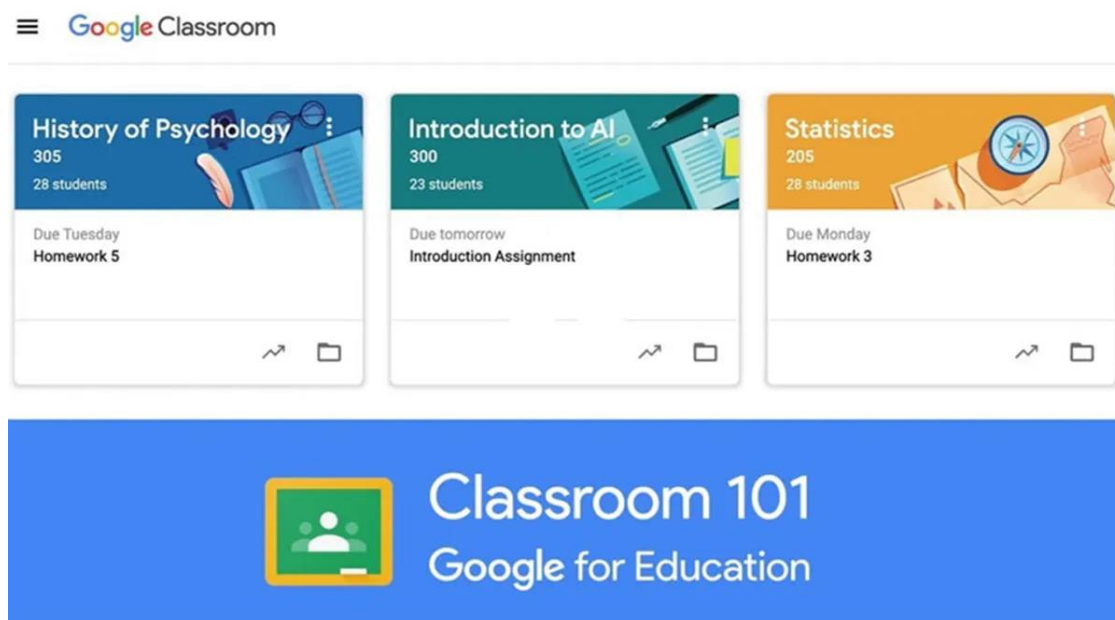 Google Classroom
History of Psychology
305
28 students
Due Tuesday
Homework 5
Introduction to AI
300
23 students
Due tomorrow
Introduction Assignment
Statistics
205
28 students
Due Monday
Homework 3
Classroom 101
Google for Education